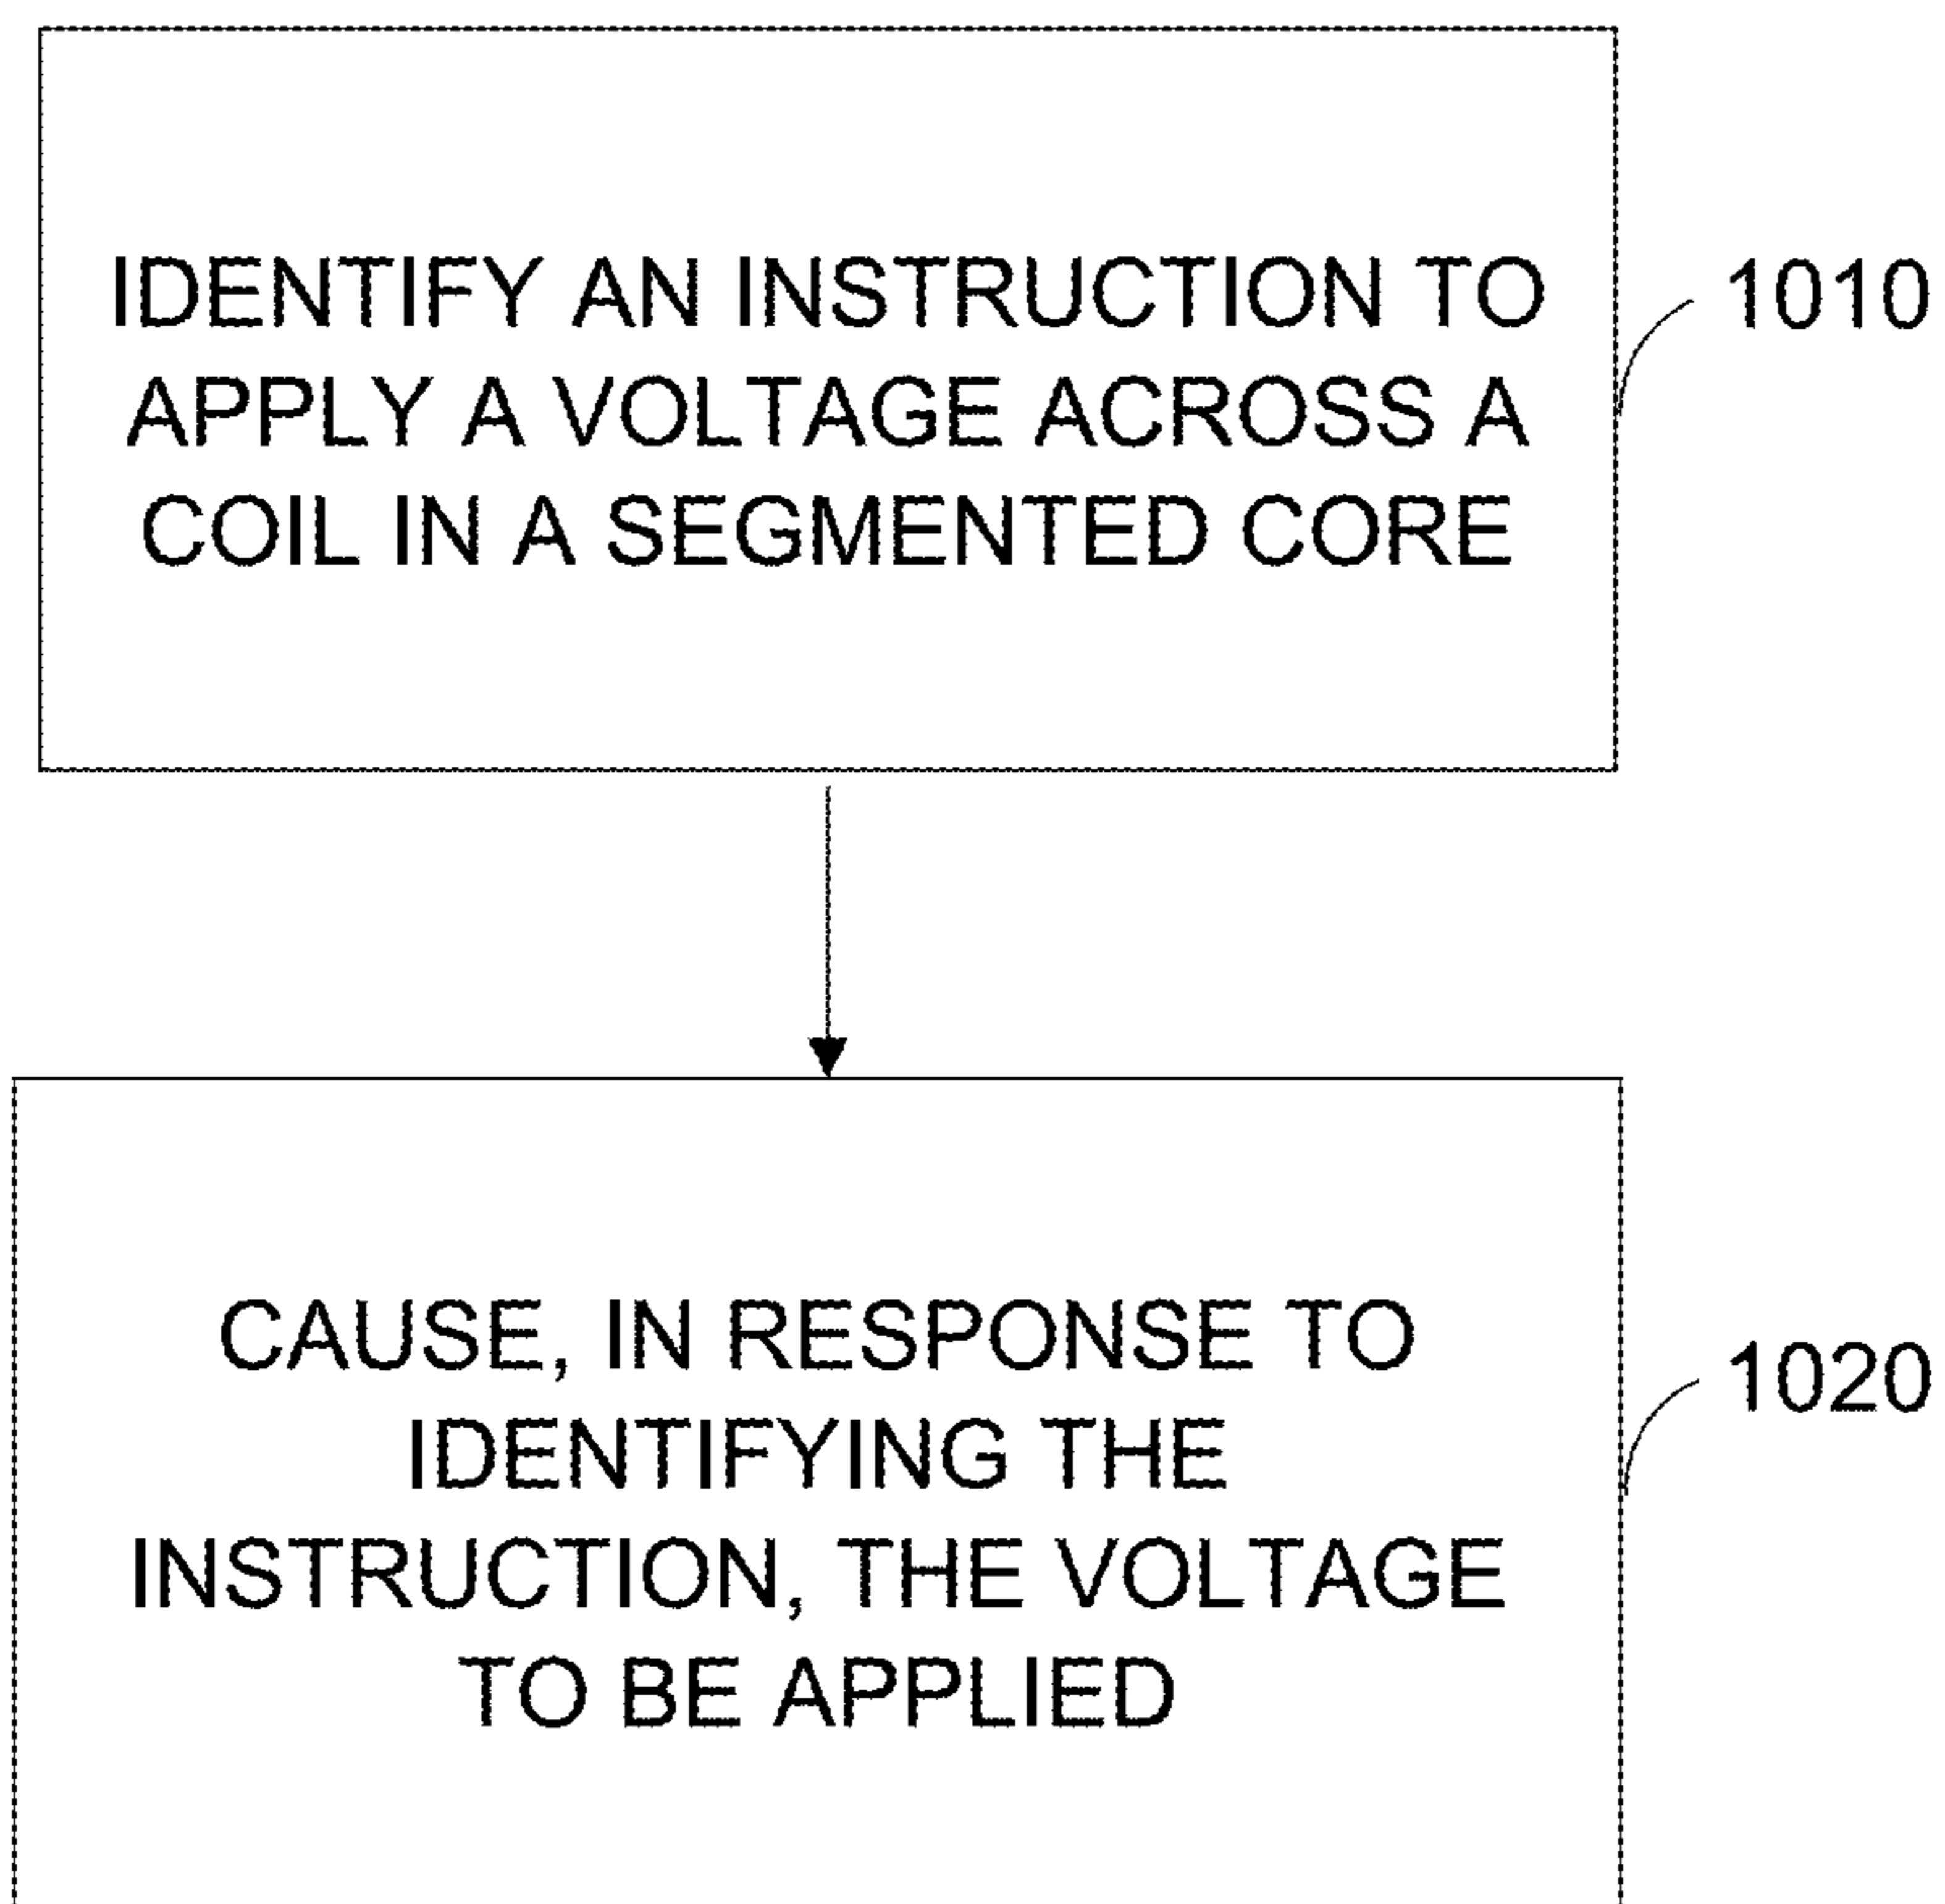 IDENTIFY AN INSTRUCTION TO
APPLY A VOLTAGE ACROSS A
COIL IN A SEGMENTED CORE
1010
CAUSE, IN RESPONSE TO
IDENTIFYING THE
INSTRUCTION, THE VOLTAGE
TO BE APPLIED
1020